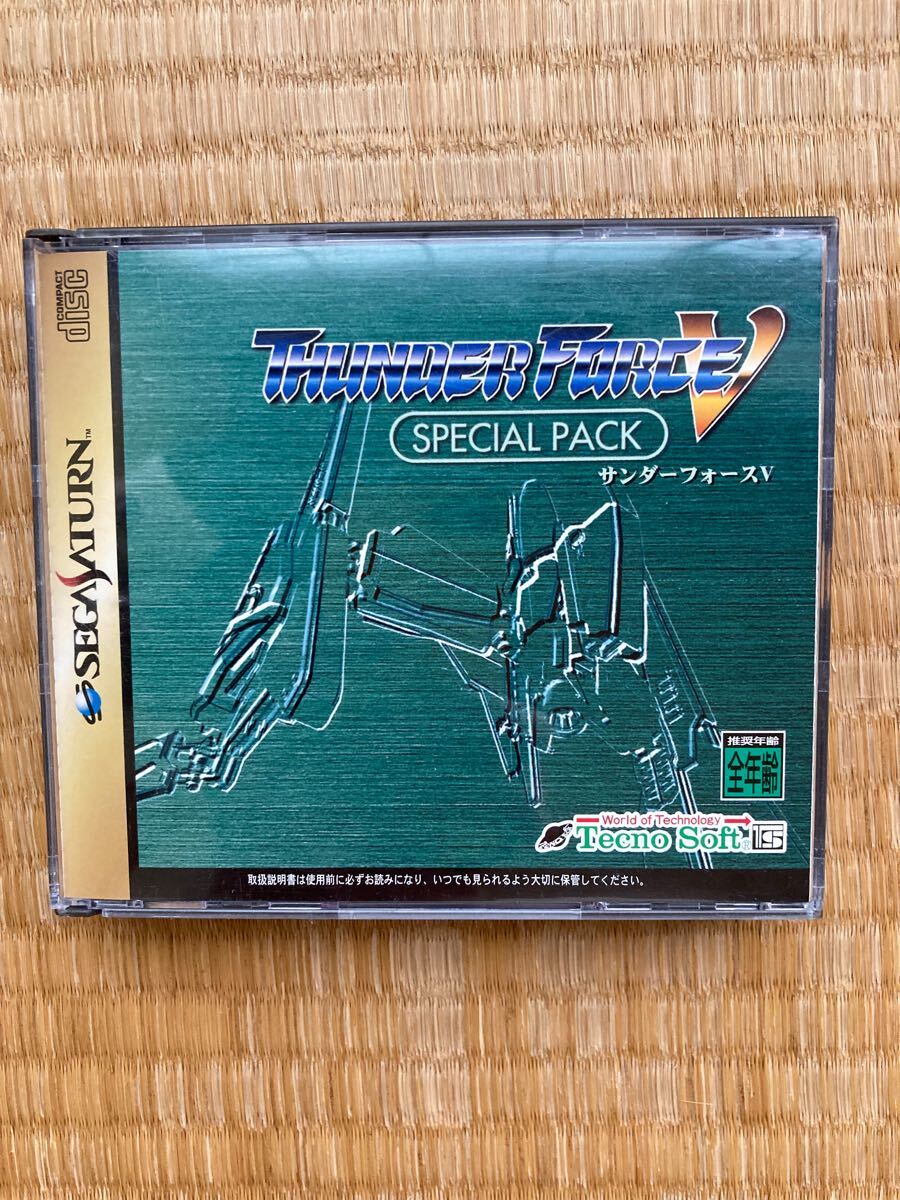 COMPACT
disc
SEGA SATURN™
THUNDER FORCE V
SPECIAL PACK
サンダーフォースV
推奨年齢
全年齢
World of Technology
Tecno Soft®
取扱説明書は使用前に必ずお読みになり、いつでも見られるよう大切に保管してください。